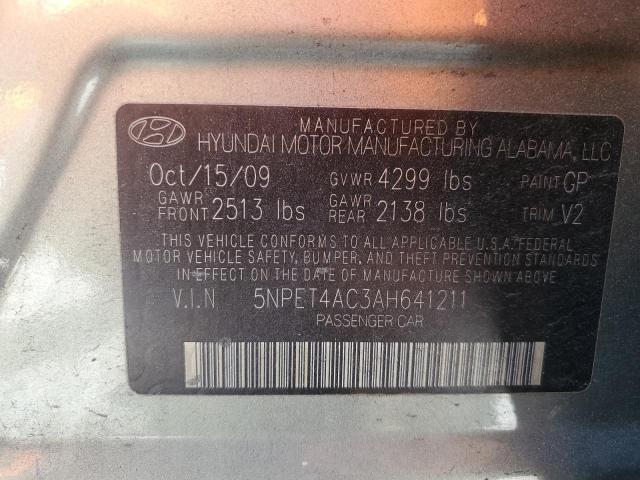 MANUFACTURED BY
HYUNDAI MOTOR MANUFACTURING ALABAMA, LLC
Oct/15/09 GVWR 4299 lbs PAINT GP
GAWR FRONT 2513 lbs GAWR REAR 2138 lbs TRIM V2
THIS VEHICLE CONFORMS TO ALL APPLICABLE U.S.A. FEDERAL
MOTOR VEHICLE SAFETY, BUMPER, AND THEFT PREVENTION
STANDARDS IN EFFECT ON THE DATE OF MANUFACTURE SHOWN ABOVE.
V.I.N 5NPET4AC3AH641211
PASSENGER CAR